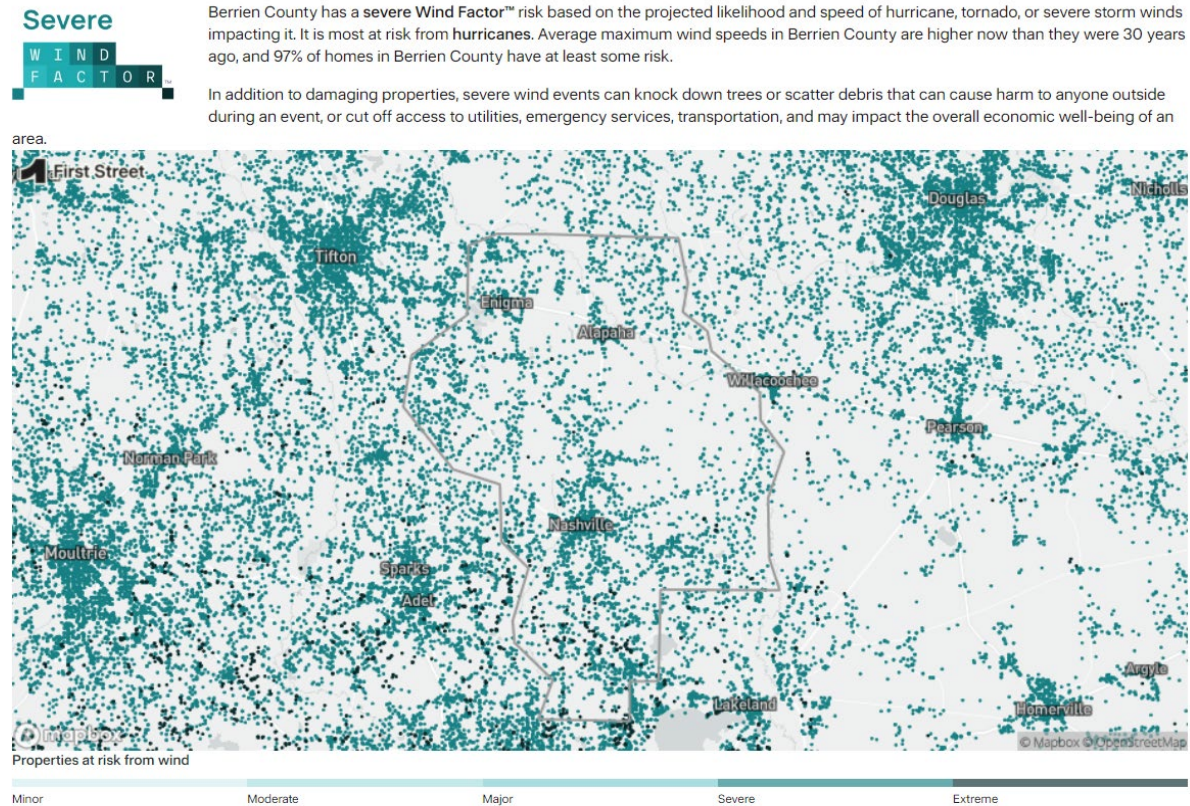 Severe
WIND
FACTOR™
Berrien County has a severe Wind Factor™ risk based on the projected likelihood and speed of hurricane, tornado, or severe storm winds
impacting it. It is most at risk from hurricanes. Average maximum wind speeds in Berrien County are higher now than they were 30 years
ago, and 97% of homes in Berrien County have at least some risk.
In addition to damaging properties, severe wind events can knock down trees or scatter debris that can cause harm to anyone outside
during an event, or cut off access to utilities, emergency services, transportation, and may impact the overall economic well-being of an
area.
First Street
Douglas
Nicholls
Tifton
Enigma
Alapaha
Willacoochee
Pearson
Norman Park
Nashville
Moultrie
Sparks
Adel
Argyle
Lakeland
Homerville
mapbox
© Mapbox © OpenStreetMap
Properties at risk from wind
Minor Moderate Major Severe Extreme